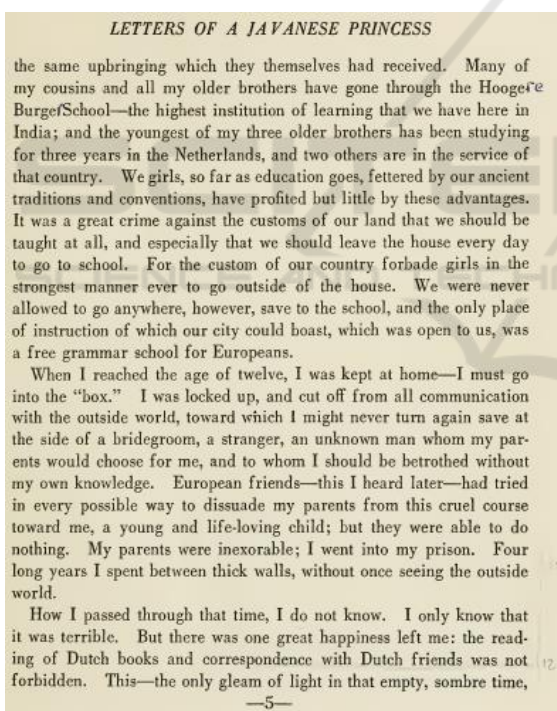 LETTERS OF A JAVANESE PRINCESS
the same upbringing which they themselves had received. Many of
my cousins and all my older brothers have gone through the Hoogere
BurgerSchool—the highest institution of learning that we have here in
India; and the youngest of my three older brothers has been studying
for three years in the Netherlands, and two others are in the service of
that country. We girls, so far as education goes, fettered by our ancient
traditions and conventions, have profited but little by these advantages.
It was a great crime against the customs of our land that we should be
taught at all, and especially that we should leave the house every day
to go to school. For the custom of our country forbade girls in the
strongest manner ever to go outside of the house. We were never
allowed to go anywhere, however, save to the school, and the only place
of instruction of which our city could boast, which was open to us, was
a free grammar school for Europeans.
When I reached the age of twelve, I was kept at home—I must go
into the “box.” I was locked up, and cut off from all communication
with the outside world, toward which I might never turn again save at
the side of a bridegroom, a stranger, an unknown man whom my par-
ents would choose for me, and to whom I should be betrothed without
my own knowledge. European friends—this I heard later—had tried
in every possible way to dissuade my parents from this cruel course
toward me, a young and life-loving child; but they were able to do
nothing. My parents were inexorable; I went into my prison. Four
long years I spent between thick walls, without once seeing the outside
world.
How I passed through that time, I do not know. I only know that
it was terrible. But there was one great happiness left me: the read-
ing of Dutch books and correspondence with Dutch friends was not
forbidden. This—the only gleam of light in that empty, sombre time,
12
—5—